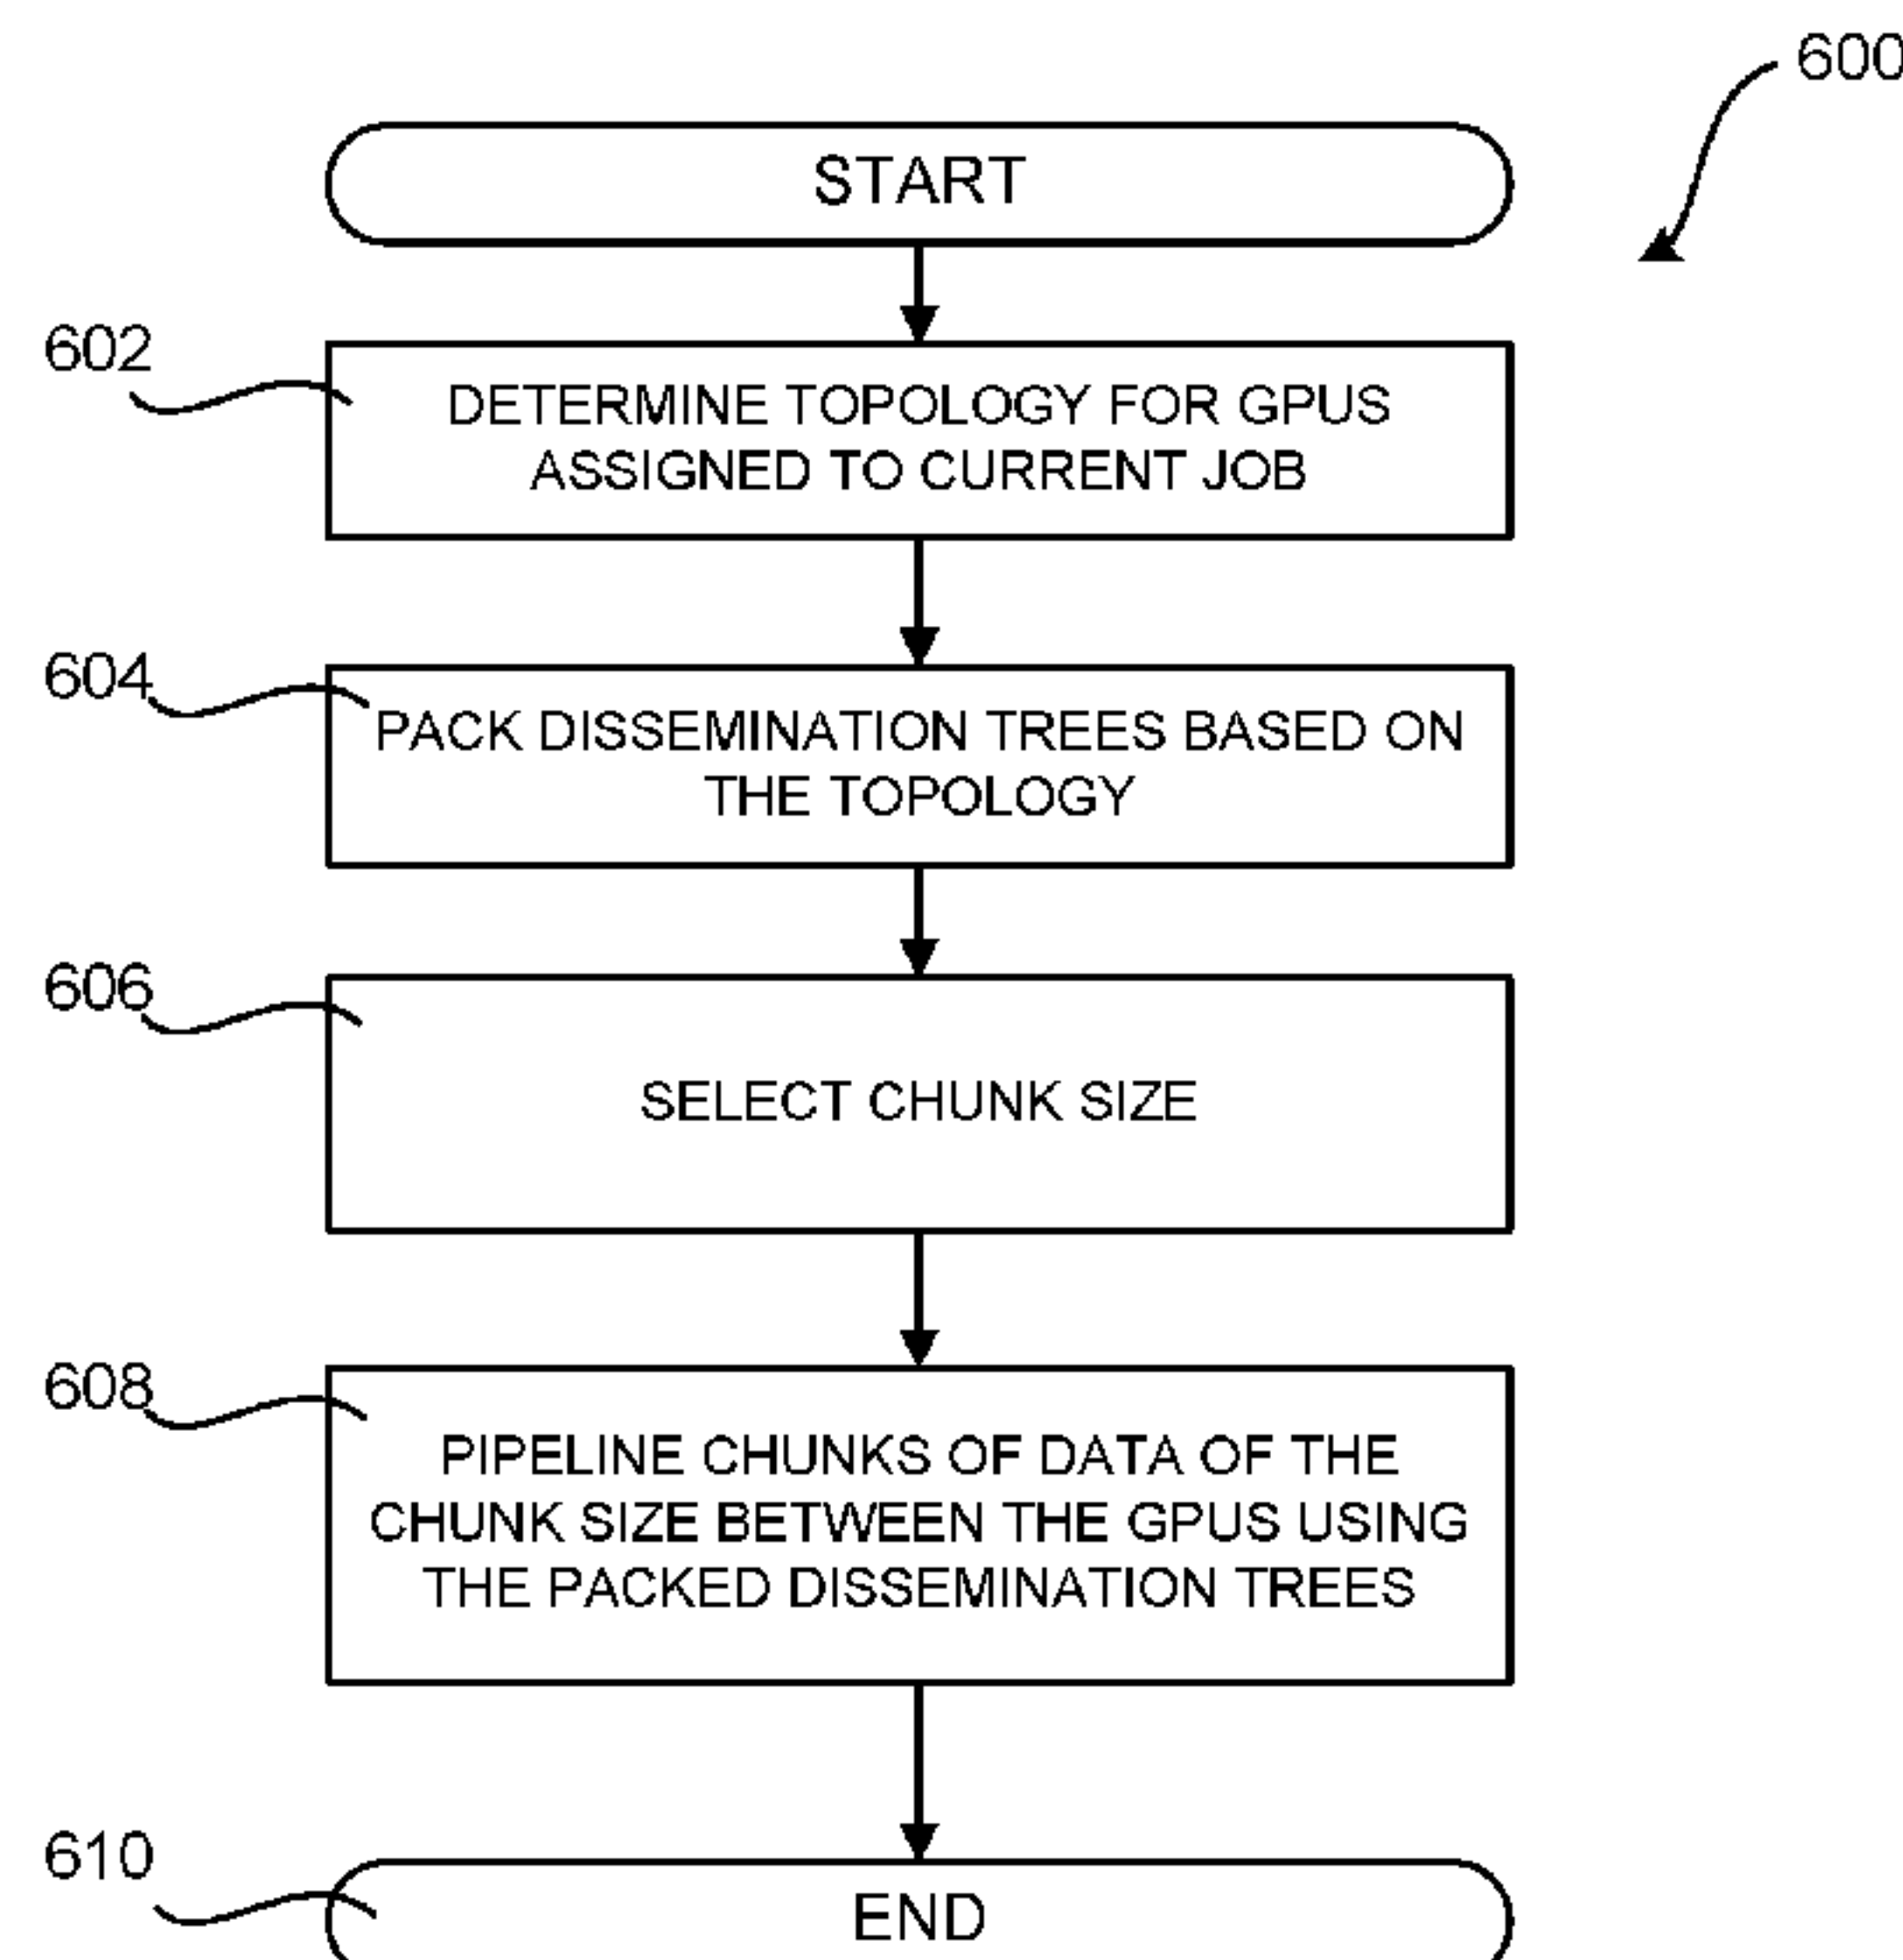 600
START
602
DETERMINE TOPOLOGY FOR GPUS
ASSIGNED TO CURRENT JOB
604
PACK DISSEMINATION TREES BASED ON
THE TOPOLOGY
606
SELECT CHUNK SIZE
608
PIPELINE CHUNKS OF DATA OF THE
CHUNK SIZE BETWEEN THE GPUS USING
THE PACKED DISSEMINATION TREES
610
END